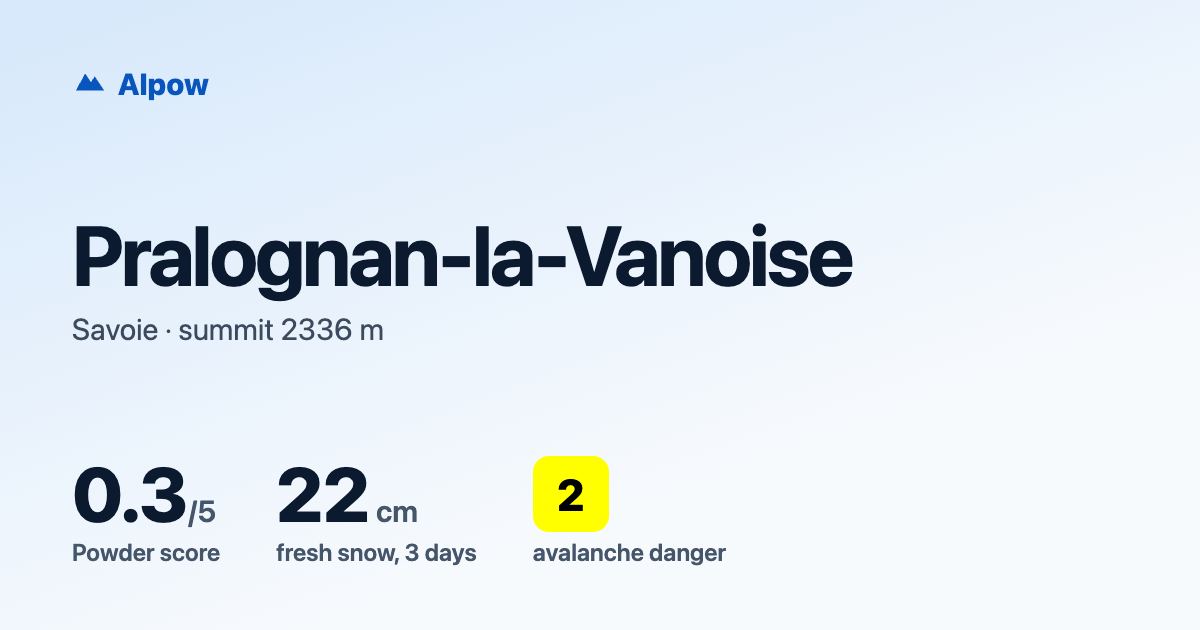 Alpow
Pralognan-la-Vanoise
Savoie · summit 2336 m
0.3/5
22 cm
2
Powder score
fresh snow, 3 days
avalanche danger